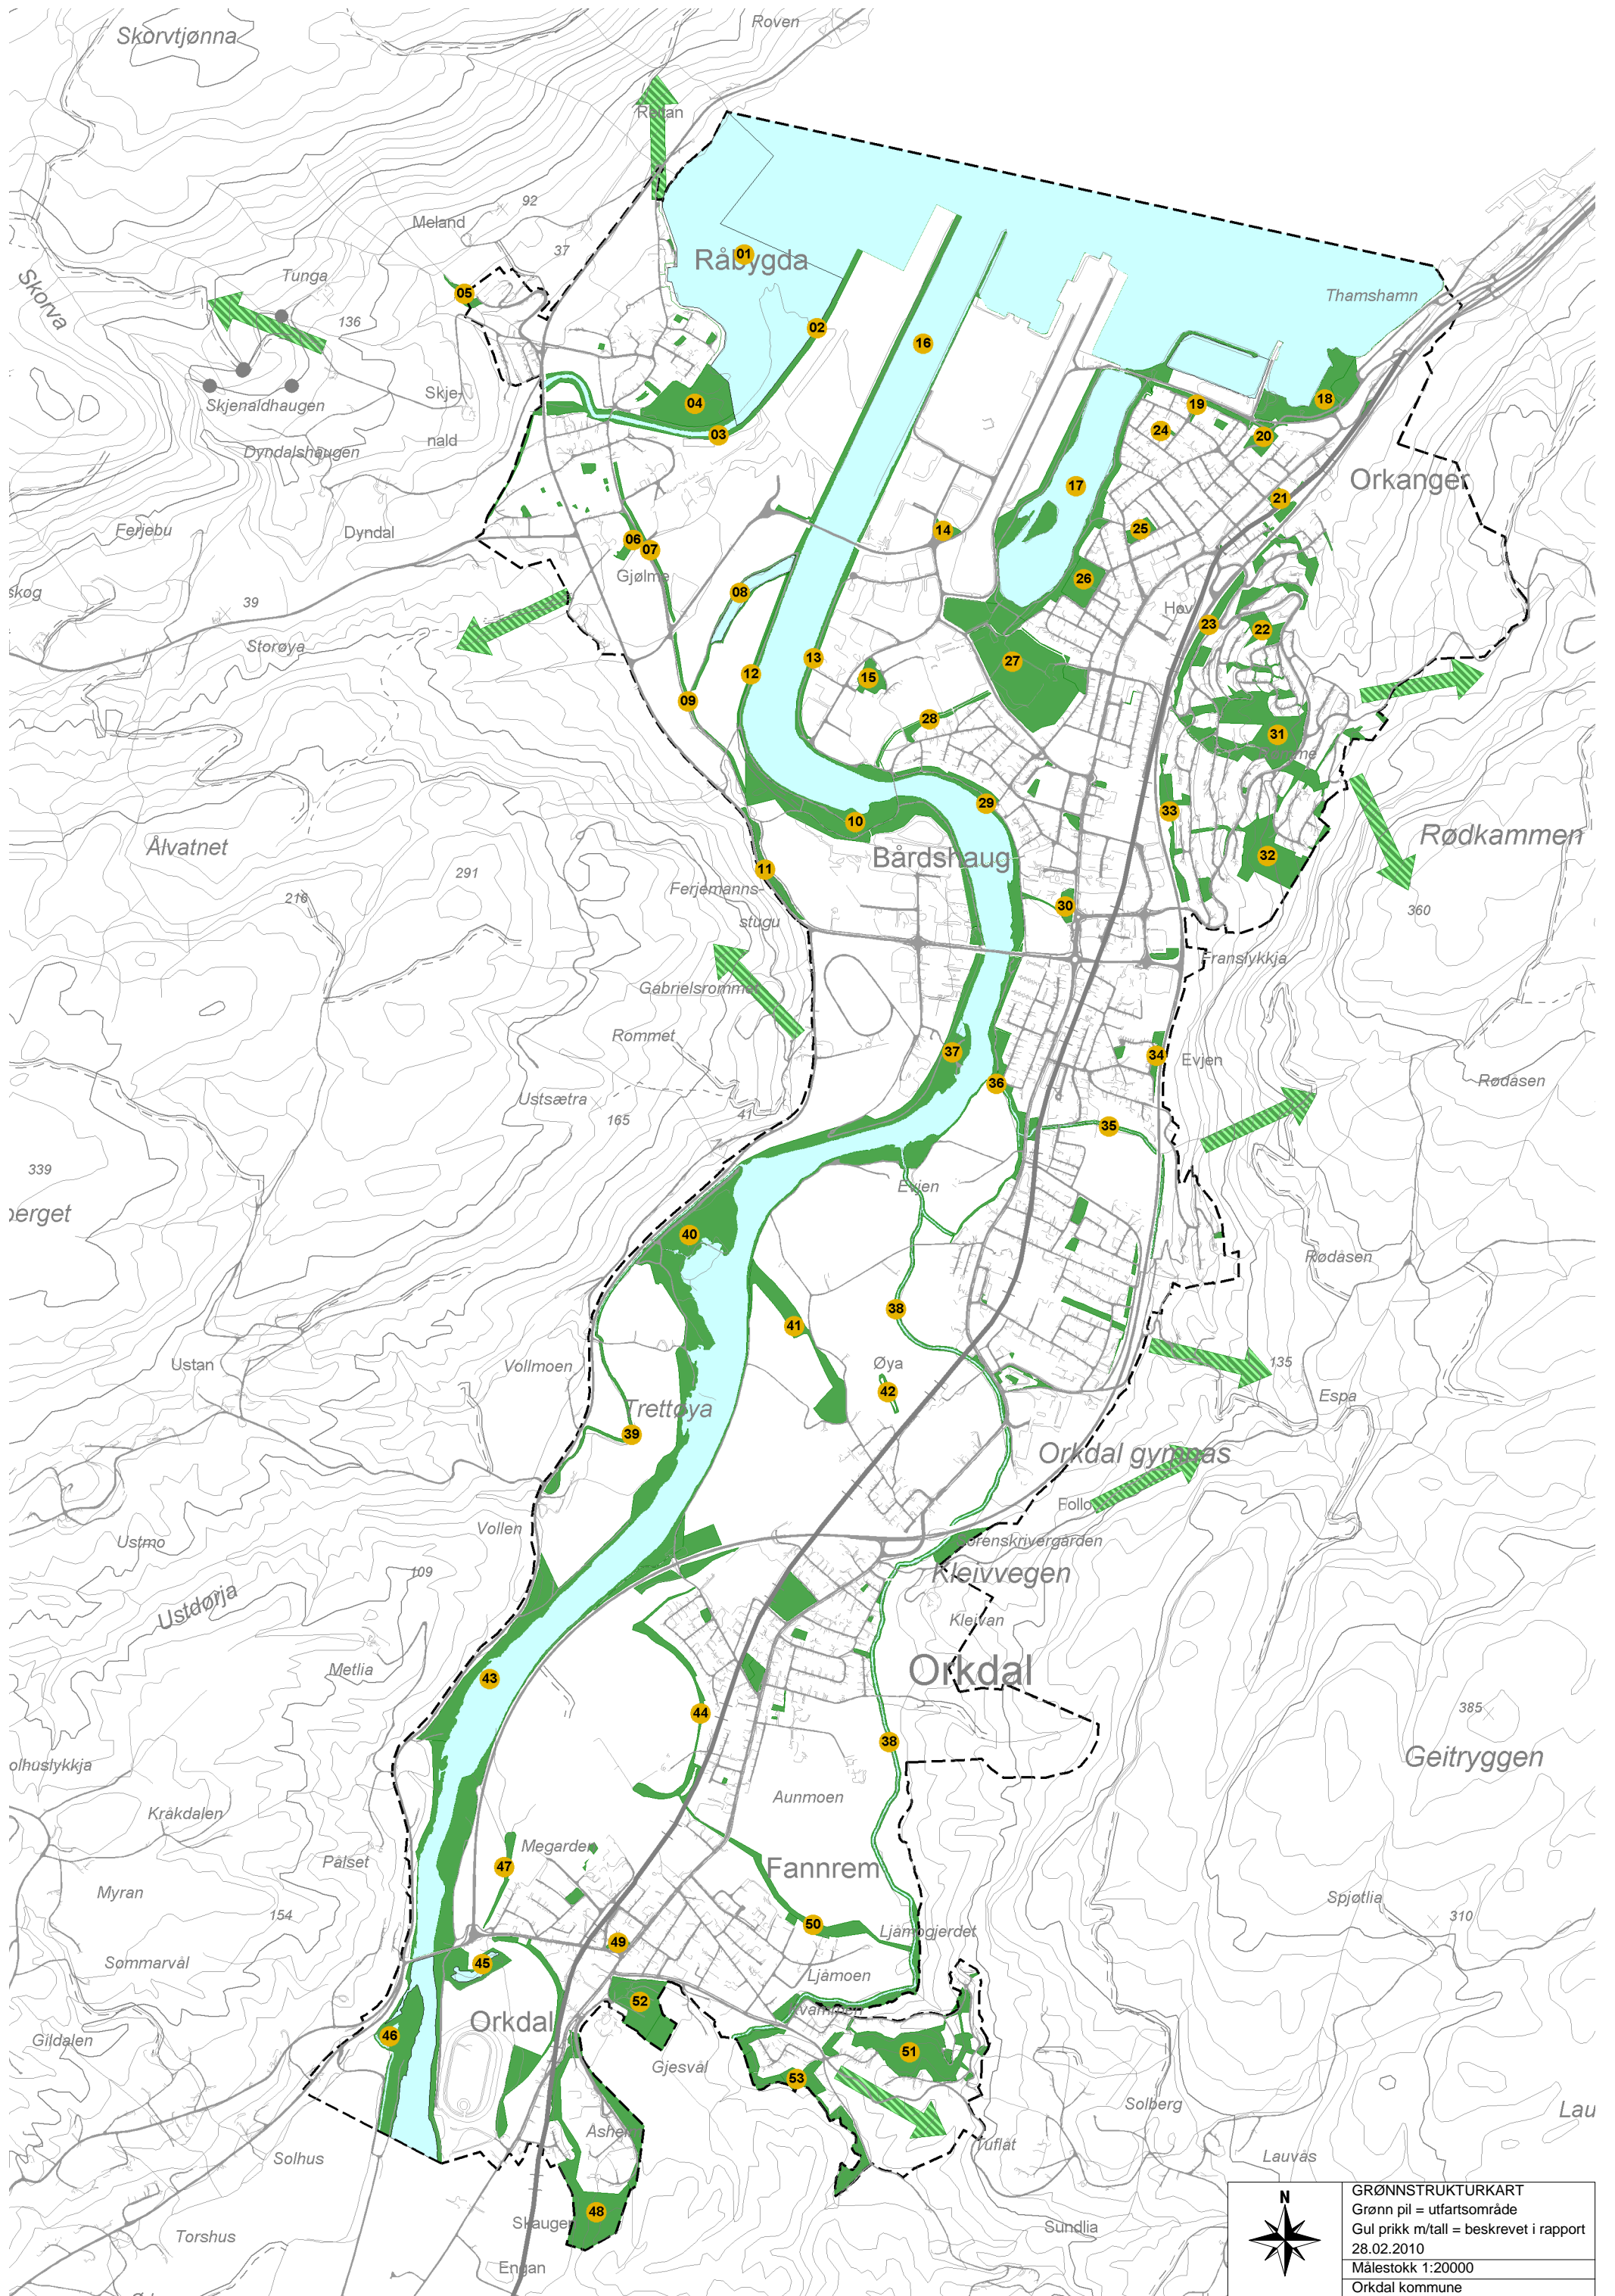 Roven
Skorvtjønna
92
Meland
37
Råbygda
01
Skorva
Tunga
05
136
Thamshamn
02
16
Skjenaldhaugen
Skje-
nald
04
03
18
19
24
20
Dyndalshaugen
17
Orkanger
21
Ferjebu
Dyndal
06
07
14
25
Gjølme
26
08
Hov
skog
39
Storøya
23
22
27
13
12
15
09
28
31
29
33
10
Rødkammen
Ålvatnet
Bårdshaug
32
11
291
Ferjemanns-
stugu
216
30
360
Franslykkja
Gabrielsrommet
Rommet
37
34
Evjen
36
Rødåsen
Ustsætra
165
41
35
339
Evjen
berget
40
Rødåsen
38
41
Ustan
Vollmoen
Øya
42
135
Espa
Trettøya
39
Orkdal gymnas
Follo
Vollen
Ustmo
Sorenskrivergården
Kleivvegen
109
Ustdørja
Kleivan
Metlia
43
Orkdal
44
385
38
Geitryggen
olhuslykkja
Aunmoen
Kråkdalen
Megarden
47
Pålset
Fannrem
Myran
Spjøtlia
154
310
50
Ljåmogjerdet
49
Sømmarvål
45
Ljåmoen
52
Kvammen
Orkdal
46
Gildalen
51
Gjesvål
53
Solberg
Lau
Åshei
Tuflåt
Lauvås
Solhus
48
Skaugen
Sundlia
Torshus
Engan
N
GRØNNSTRUKTURKART
Grønn pil = utfartsområde
Gul prikk m/tall = beskrevet i rapport
28.02.2010
Målestokk 1:20000
Orkdal kommune